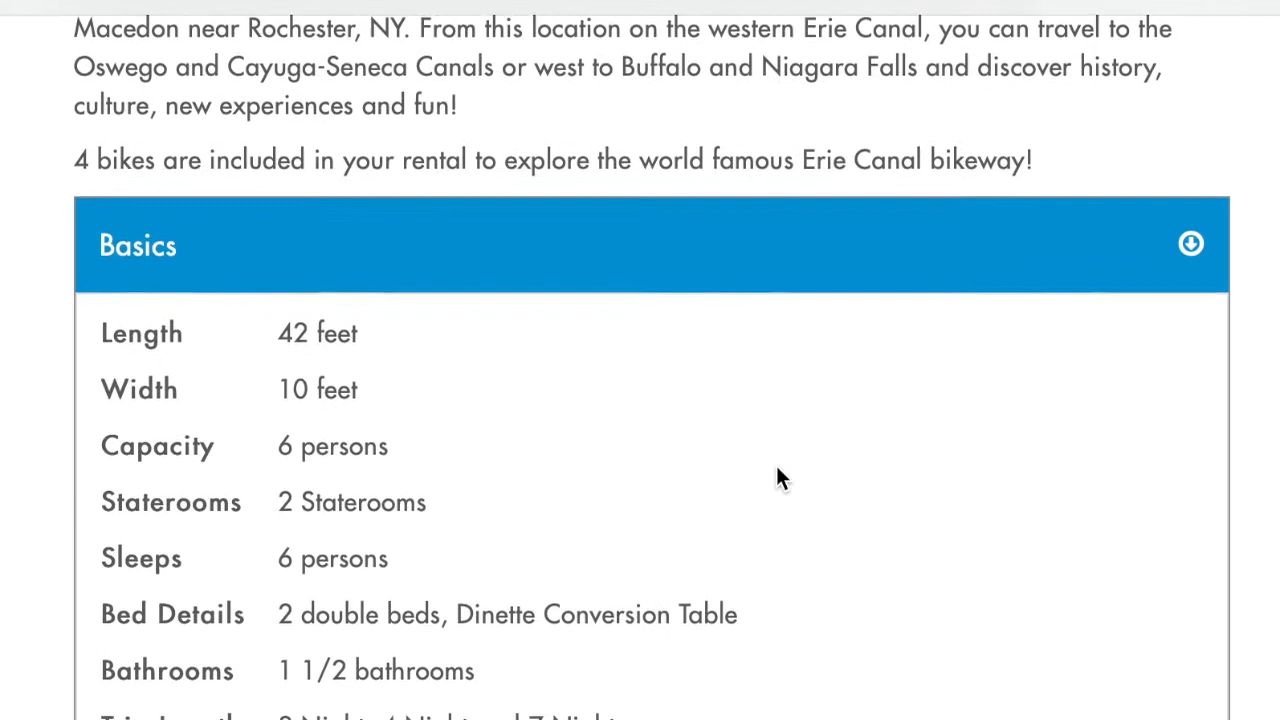 Macedon near Rochester, NY. From this location on the western Erie Canal, you can travel to the
Oswego and Cayuga-Seneca Canals or west to Buffalo and Niagara Falls and discover history,
culture, new experiences and fun!
4 bikes are included in your rental to explore the world famous Erie Canal bikeway!
Basics
Length 42 feet
Width 10 feet
Capacity 6 persons
Staterooms 2 Staterooms
Sleeps 6 persons
Bed Details 2 double beds, Dinette Conversion Table
Bathrooms 1 1/2 bathrooms